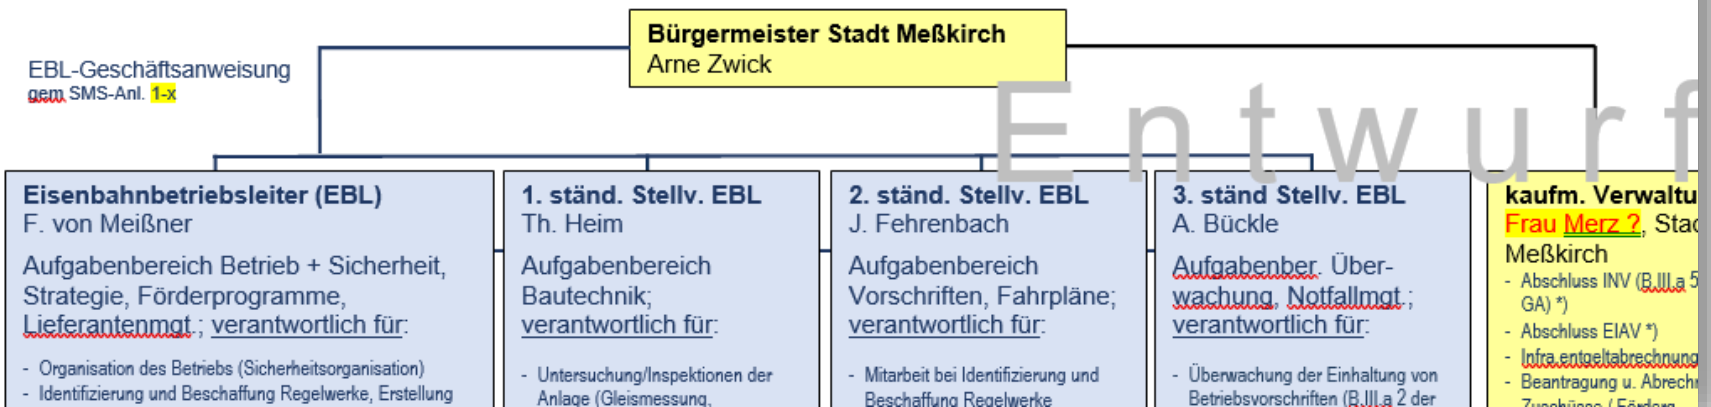 Bürgermeister Stadt Meßkirch
Arne Zwick
EBL-Geschäftsanweisung
gem SMS-Anl. 1-x
Entwurf
Eisenbahnbetriebsleiter (EBL)
F. von Meißner
Aufgabenbereich Betrieb + Sicherheit,
Strategie, Förderprogramme,
Lieferantenmgt.; verantwortlich für:
- Organisation des Betriebs (Sicherheitsorganisation)
- Identifizierung und Beschaffung Regelwerke, Erstellung
1. ständ. Stellv. EBL
Th. Heim
Aufgabenbereich
Bautechnik;
verantwortlich für:
- Untersuchung/Inspektionen der
Anlage (Gleismessung,
2. ständ. Stellv. EBL
J. Fehrenbach
Aufgabenbereich
Vorschriften, Fahrpläne;
verantwortlich für:
- Mitarbeit bei Identifizierung und
Beschaffung Regelwerke
3. ständ Stellv. EBL
A. Bückle
Aufgabenber. Über-
wachung, Notfallmgt.;
verantwortlich für:
- Überwachung der Einhaltung von
Betriebsvorschriften (B.III.a 2 der
kaufm. Verwaltu
Frau Merz ?, Stad
Meßkirch
- Abschluss INV (B.III.a 5
GA) *)
- Abschluss EIAV *)
- Infra.entgeltabrechnung
- Beantragung u. Abrech
Zuschüsse / Förderg